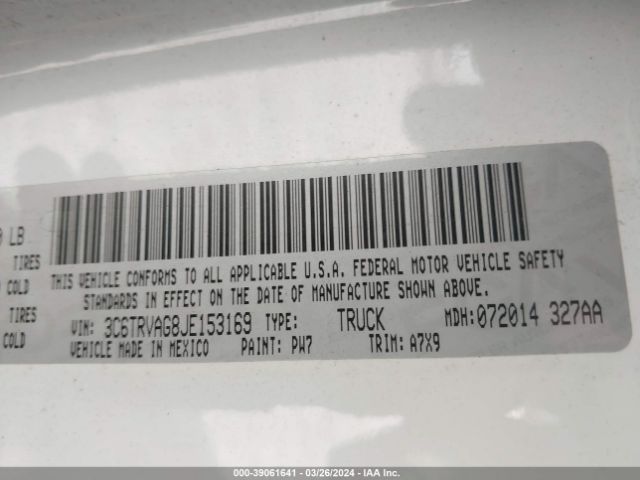 0 LB
TIRES
COLD
TIRES
COLD
THIS VEHICLE CONFORMS TO ALL APPLICABLE U.S.A. FEDERAL MOTOR VEHICLE SAFETY
STANDARDS IN EFFECT ON THE DATE OF MANUFACTURE SHOWN ABOVE.
VIN: 3C6TRVAG8JE153169 TYPE: TRUCK MDH: 072014 327AA
VEHICLE MADE IN MEXICO PAINT: PW7 TRIM: A7X9
000-39061641 - 03/26/2024 - IAA Inc.